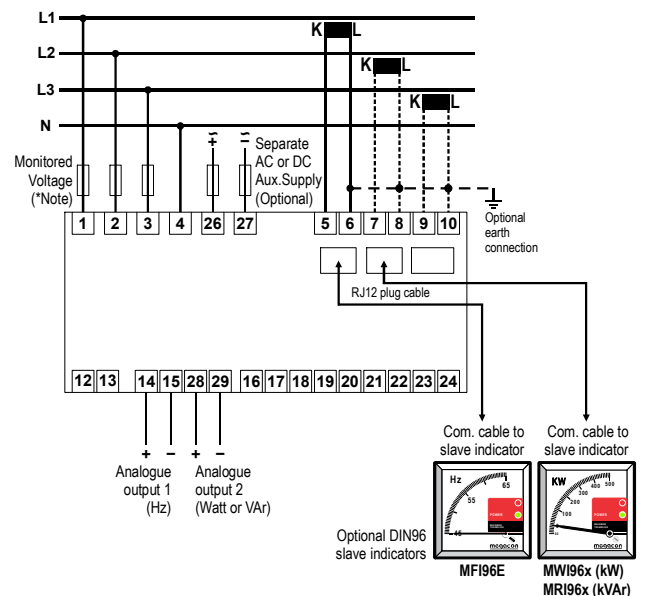 L1
K L
L2
K L
L3
K L
N
Monitored
Voltage
(*Note)
+
−
Separate
AC or DC
Aux.Supply
(Optional)
1 2 3 4 26 27 5 6 7 8 9 10
Optional
earth
connection
RJ12 plug cable
12 13 14 15 28 29 16 17 18 19 20 21 22 23 24
+ − + −
Analogue
output 1
(Hz)
Analogue
output 2
(Watt or VAr)
Com. cable to
slave indicator
Com. cable to
slave indicator
Optional DIN96
slave indicators
Hz
45
55
65
POWER
megacon
MFI96E
KW
100
200
300
400
500
POWER
megacon
MWI96x (kW)
MRI96x (kVAr)